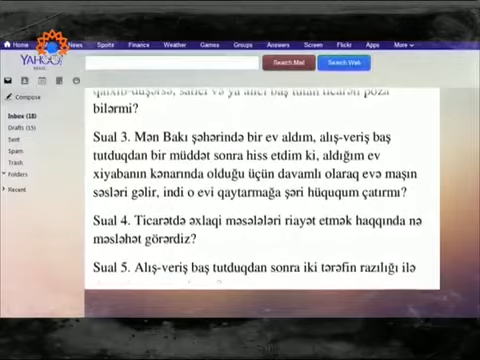 Home News Sports Finance Weather Games Groups Answers Screen Flickr Apps More
YAHOO!
MAIL
Search Mail Search Web
Compose
Inbox (18)
Drafts (15)
Sent
Spam
Trash
Folders
Recent
bilərmi?
Sual 3. Mən Bakı şəhərində bir ev aldım, alış-veriş baş
tutduqdan bir müddət sonra hiss etdim ki, aldığım ev
xiyabanın kənarında olduğu üçün davamlı olaraq evə maşın
səsləri gəlir, indi o evi qaytarmağa şəri hüququm çatırmı?
Sual 4. Ticarətdə əxlaqi məsələləri riayət etmək haqqında nə
məsləhət görərdiz?
Sual 5. Alış-veriş baş tutduqdan sonra iki tərəfin razılığı ilə